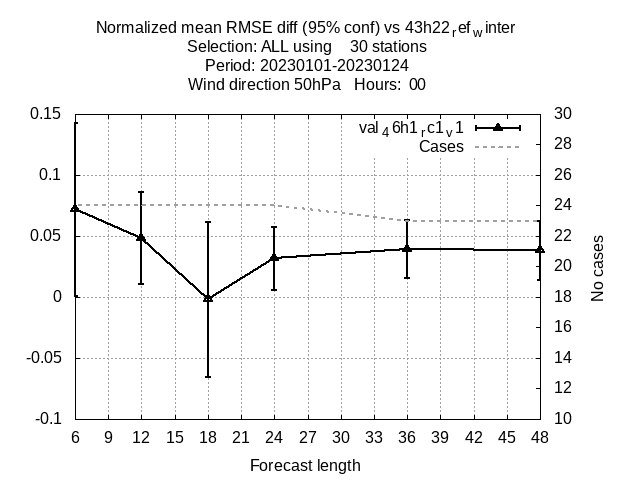 Normalized mean RMSE diff (95% conf) vs 43h22refwinter
Selection: ALL using 30 stations
Period: 20230101-20230124
Wind direction 50hPa Hours: 00
0.15
0.1
0.05
0
-0.05
-0.1
val46h1rc1v1
Cases
30
28
26
24
22
20
18
16
14
12
10
No cases
6 9 12 15 18 21 24 27 30 33 36 39 42 45 48
Forecast length